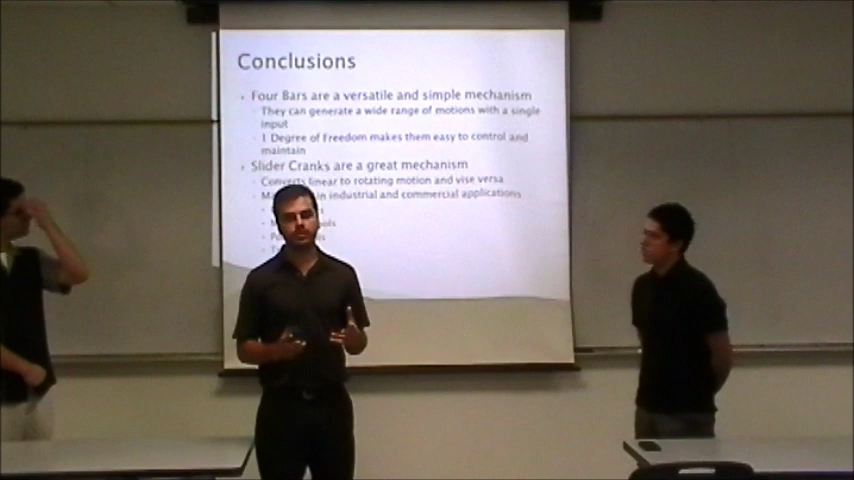 Conclusions
Four Bars are a versatile and simple mechanism
They can generate a wide range of motions with a single
input
1 Degree of Freedom makes them easy to control and
maintain
Slider Cranks are a great mechanism
Converts linear to rotating motion and vise versa
in industrial and commercial applications